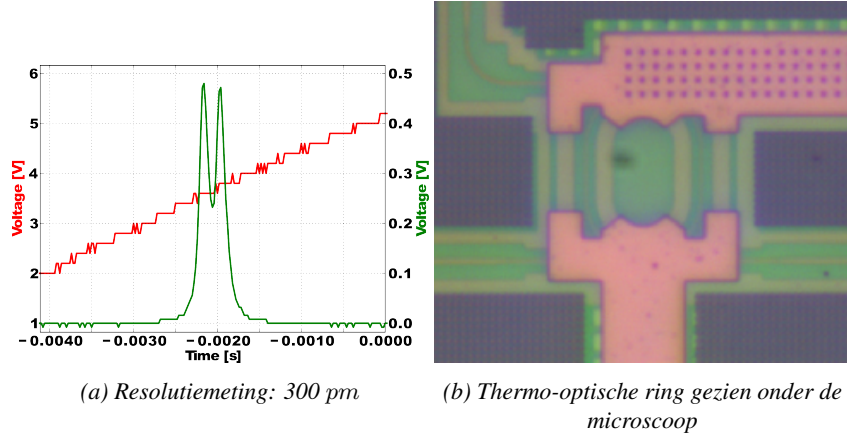 6
5
4
3
2
1
Voltage [V]
0.5
0.4
0.3
0.2
0.1
0.0
Voltage [V]
−0.0040 −0.0030 −0.0020 −0.0010 0.0000
Time [s]
(a) Resolutiemeting: 300 pm
(b) Thermo-optische ring gezien onder de
microscoop